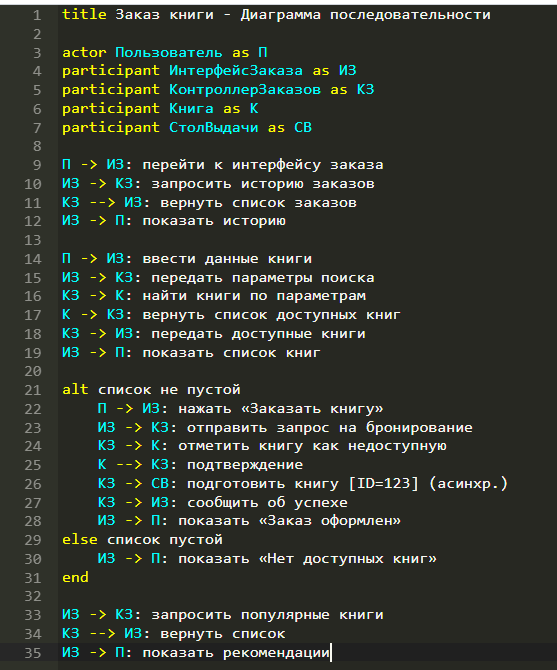 1 title Заказ книги - Диаграмма последовательности
2
3 actor Пользователь as П
4 participant ИнтерфейсЗаказа as ИЗ
5 participant КонтроллерЗаказов as КЗ
6 participant Книга as К
7 participant СтолВыдачи as СВ
8
9 П -> ИЗ: перейти к интерфейсу заказа
10 ИЗ -> КЗ: запросить историю заказов
11 КЗ --> ИЗ: вернуть список заказов
12 ИЗ -> П: показать историю
13
14 П -> ИЗ: ввести данные книги
15 ИЗ -> КЗ: передать параметры поиска
16 КЗ -> К: найти книги по параметрам
17 К -> КЗ: вернуть список доступных книг
18 КЗ -> ИЗ: передать доступные книги
19 ИЗ -> П: показать список книг
20
21 alt список не пустой
22 П -> ИЗ: нажать «Заказать книгу»
23 ИЗ -> КЗ: отправить запрос на бронирование
24 КЗ -> К: отметить книгу как недоступную
25 К --> КЗ: подтверждение
26 КЗ -> СВ: подготовить книгу [ID=123] (асинхр.)
27 КЗ -> ИЗ: сообщить об успехе
28 ИЗ -> П: показать «Заказ оформлен»
29 else список пустой
30 ИЗ -> П: показать «Нет доступных книг»
31 end
32
33 ИЗ -> КЗ: запросить популярные книги
34 КЗ --> ИЗ: вернуть список
35 ИЗ -> П: показать рекомендации